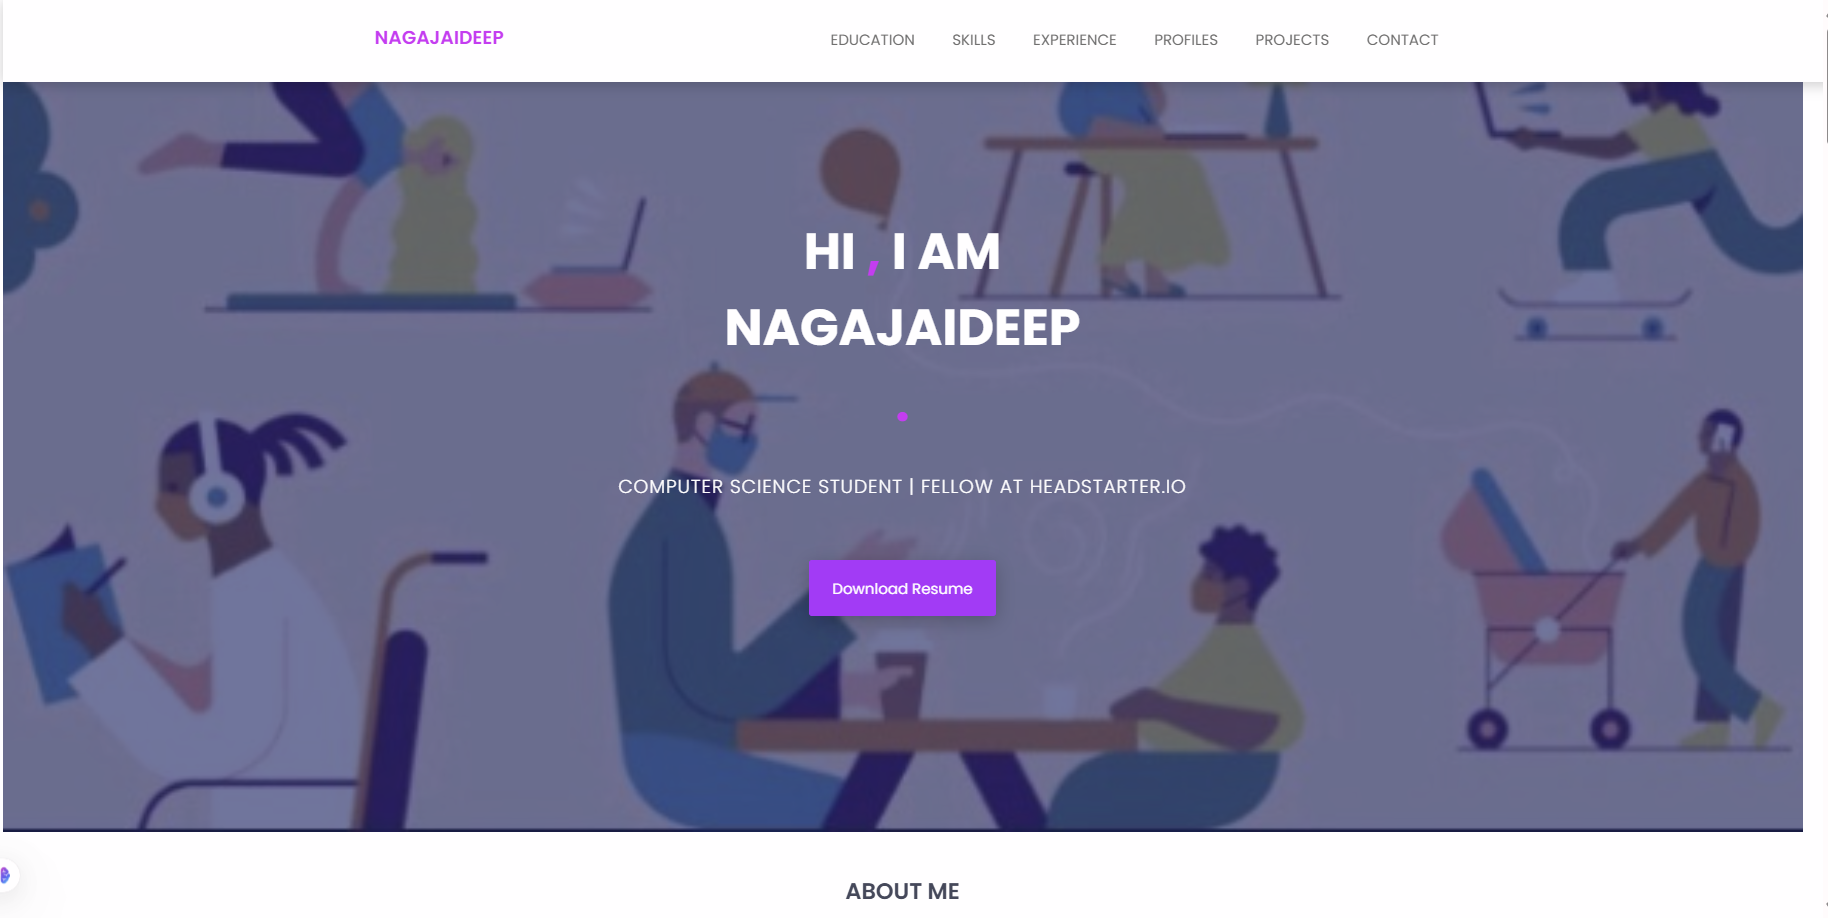 NAGAJAIDEEP
EDUCATION SKILLS EXPERIENCE PROFILES PROJECTS CONTACT
HI , I AM
NAGAJAIDEEP
.
COMPUTER SCIENCE STUDENT | FELLOW AT HEADSTARTER.IO
Download Resume
ABOUT ME